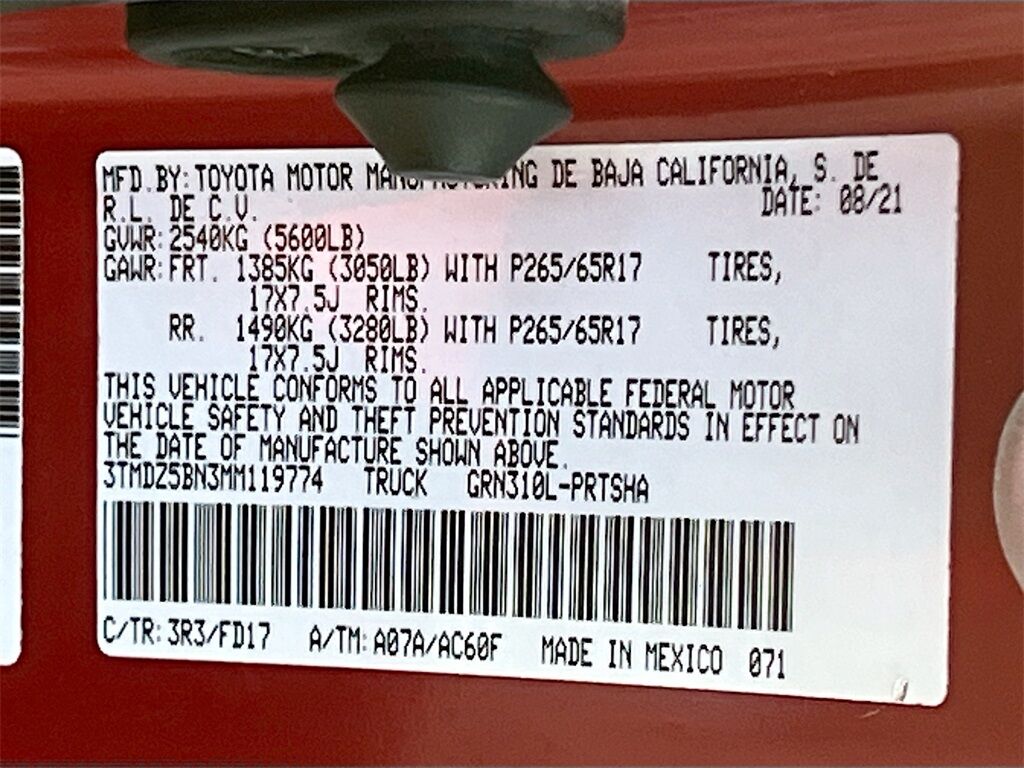 MFD.BY: TOYOTA MOTOR MANUFACTURING DE BAJA CALIFORNIA, S. DE
R.L. DE C.V. DATE: 08/21
GVWR: 2540KG (5600LB)
GAWR: FRT. 1385KG (3050LB) WITH P265/65R17 TIRES,
17X7.5J RIMS.
RR. 1490KG (3280LB) WITH P265/65R17 TIRES,
17X7.5J RIMS.
THIS VEHICLE CONFORMS TO ALL APPLICABLE FEDERAL MOTOR
VEHICLE SAFETY AND THEFT PREVENTION STANDARDS IN EFFECT ON
THE DATE OF MANUFACTURE SHOWN ABOVE.
3TMDZ5BN3MM119774 TRUCK GRN310L-PRTSHA
C/TR: 3R3/FD17 A/TM: A07A/AC60F MADE IN MEXICO 071